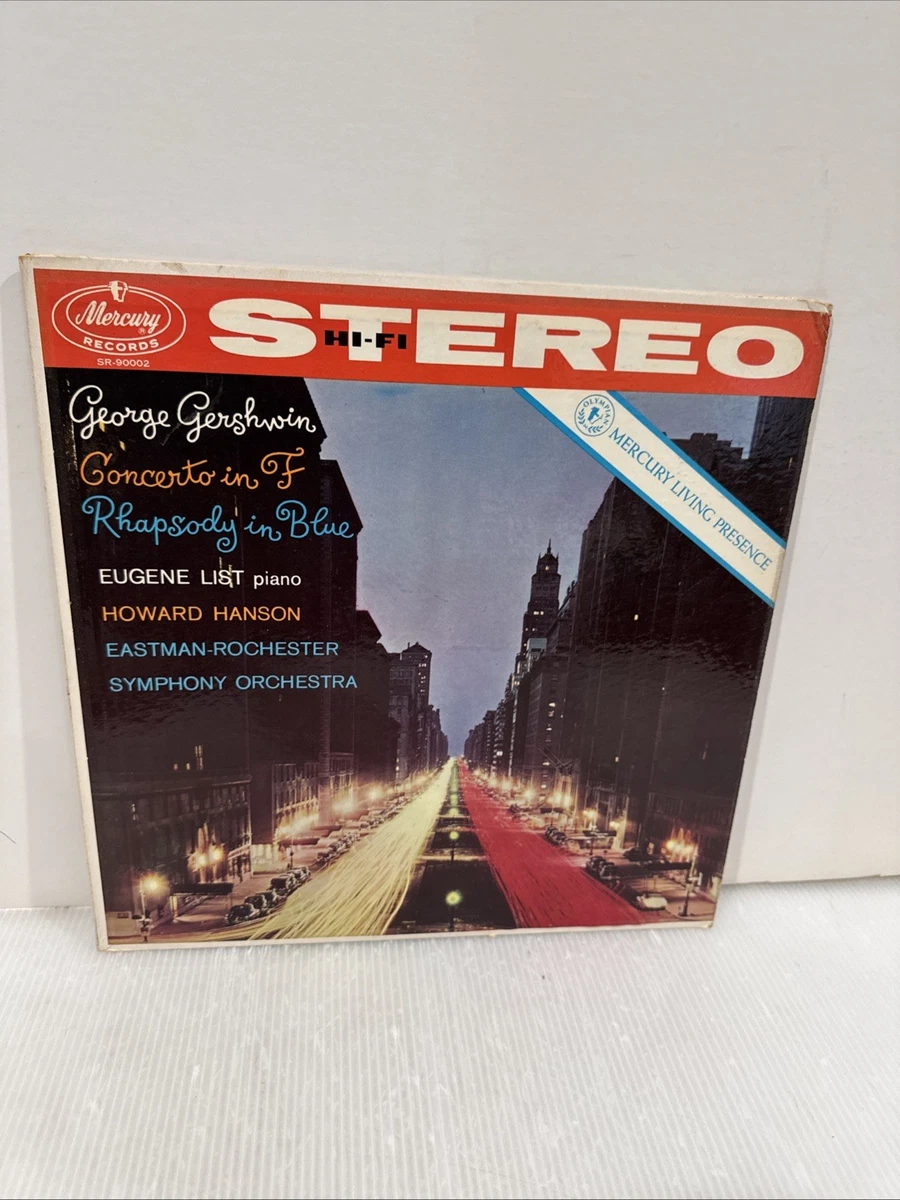 Mercury
RECORDS
SR-90002
STEREO
HI-FI
OLYMPIAN
MERCURY LIVING PRESENCE
George Gershwin
Concerto in F
Rhapsody in Blue
EUGENE LIST piano
HOWARD HANSON
EASTMAN-ROCHESTER
SYMPHONY ORCHESTRA